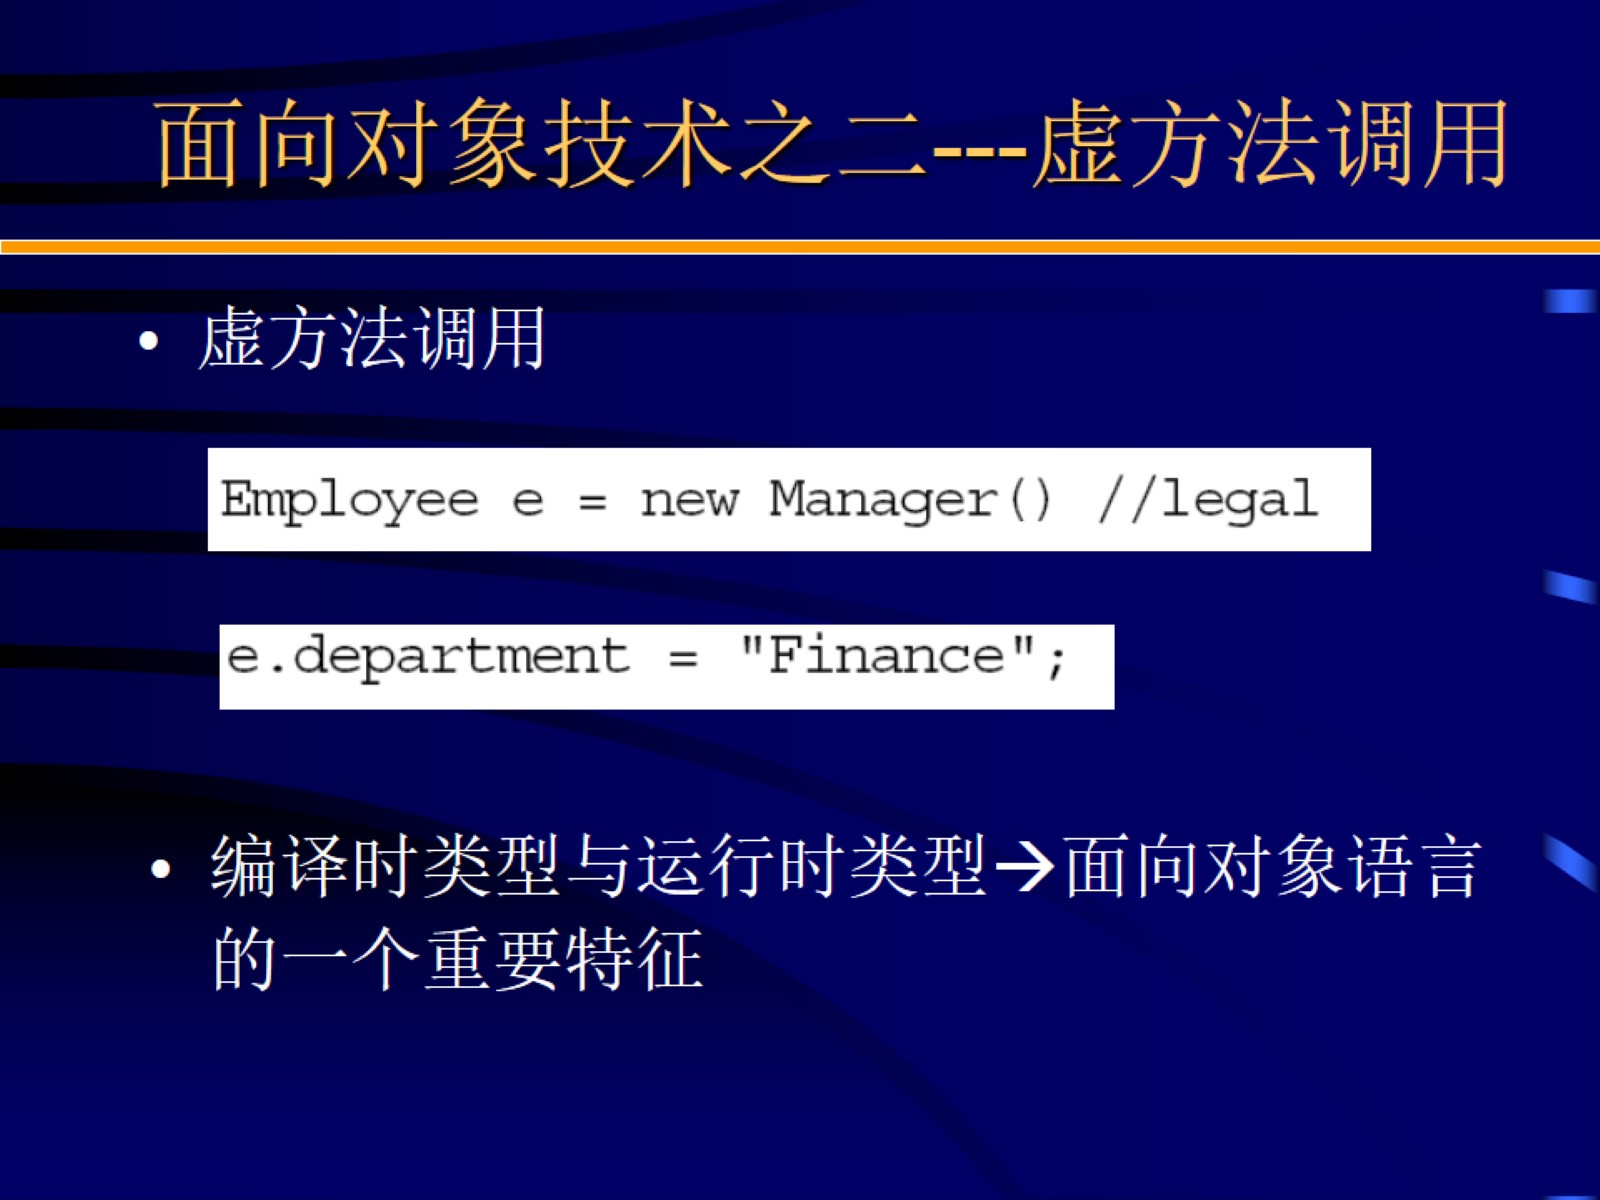 面向对象技术之二---虚方法调用
• 虚方法调用
Employee e = new Manager() //legal
e.department = "Finance";
• 编译时类型与运行时类型→面向对象语言
的一个重要特征